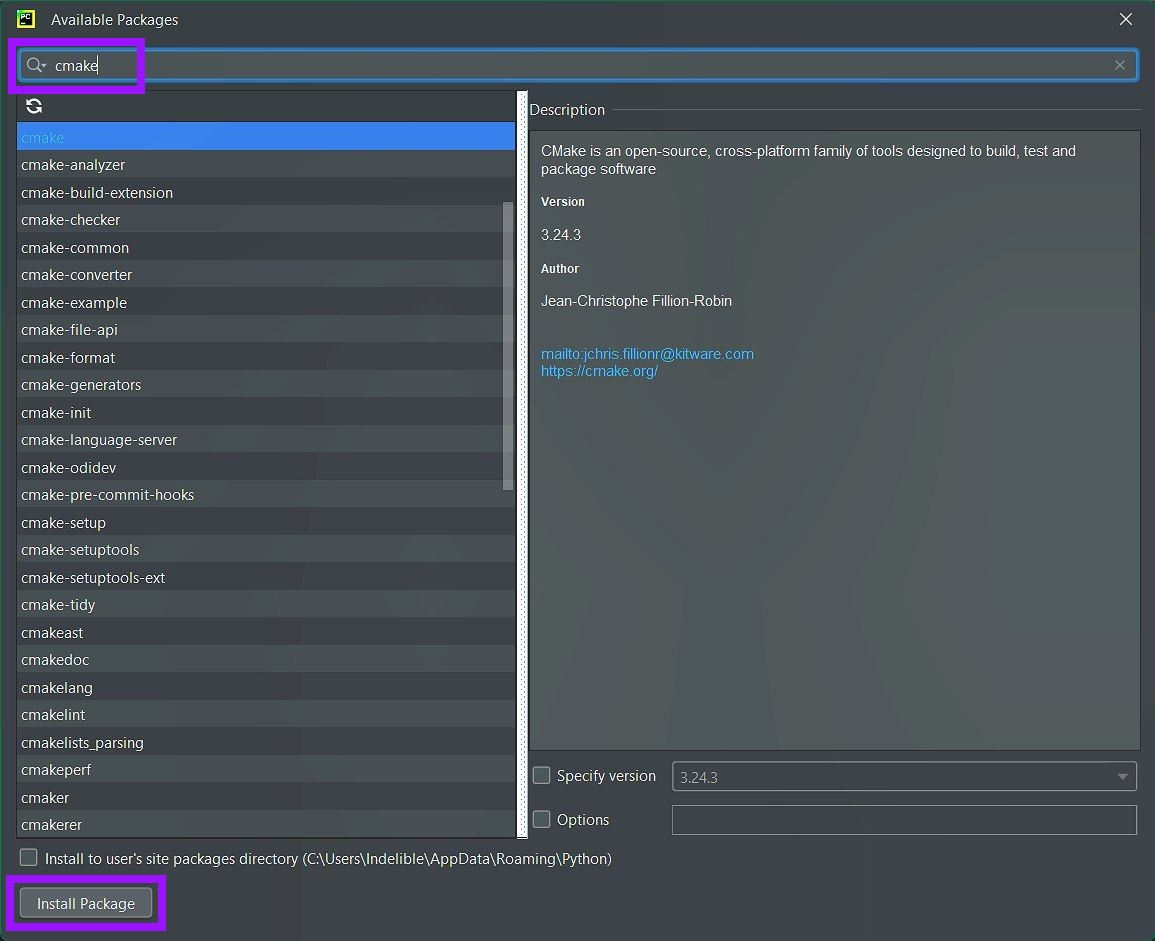 PC
Available Packages
cmake
Description
cmake
cmake-analyzer
cmake-build-extension
cmake-checker
cmake-common
cmake-converter
cmake-example
cmake-file-api
cmake-format
cmake-generators
cmake-init
cmake-language-server
cmake-odidev
cmake-pre-commit-hooks
cmake-setup
cmake-setuptools
cmake-setuptools-ext
cmake-tidy
cmakeast
cmakedoc
cmakelang
cmakelint
cmakelists_parsing
cmakeperf
cmaker
cmakerer
CMake is an open-source, cross-platform family of tools designed to build, test and
package software
Version
3.24.3
Author
Jean-Christophe Fillion-Robin
mailto:jchris.fillionr@kitware.com
https://cmake.org/
Specify version
3.24.3
Options
Install to user's site packages directory (C:\Users\Indelible\AppData\Roaming\Python)
Install Package